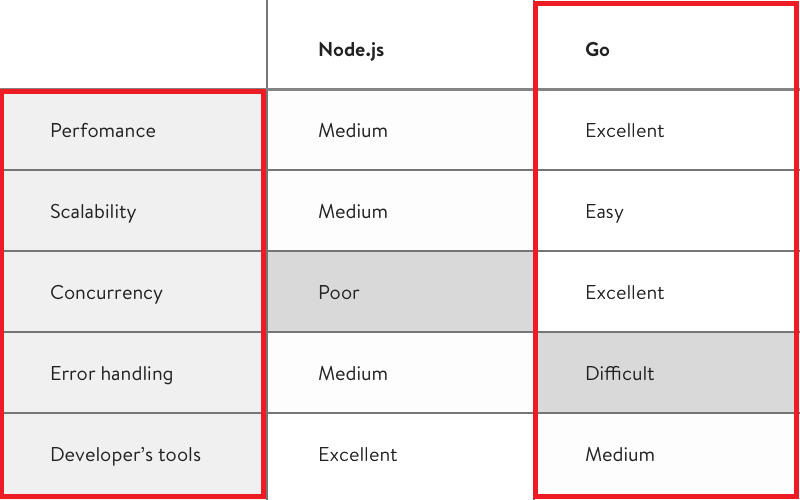 Node.js Go
Perfomance Medium Excellent
Scalability Medium Easy
Concurrency Poor Excellent
Error handling Medium Difficult
Developer’s tools Excellent Medium